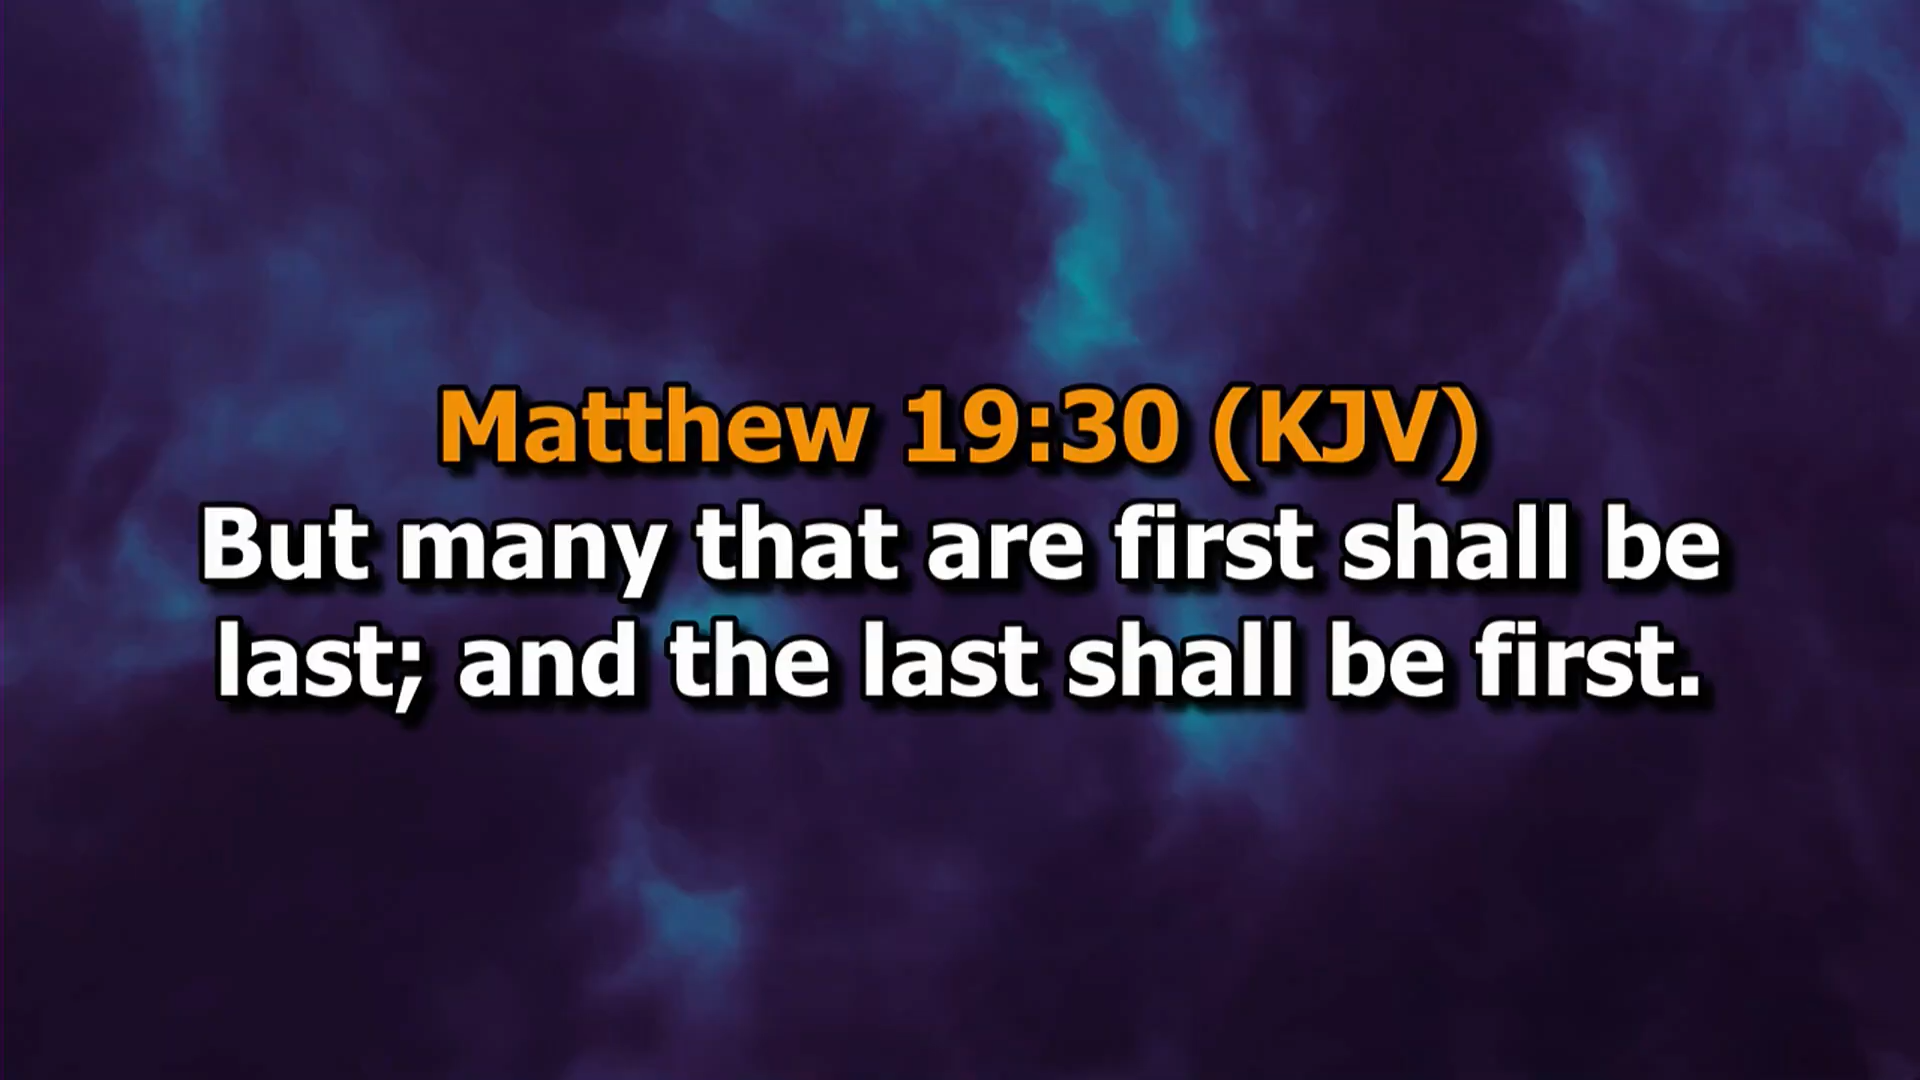 Matthew 19:30 (KJV)
But many that are first shall be
last; and the last shall be first.